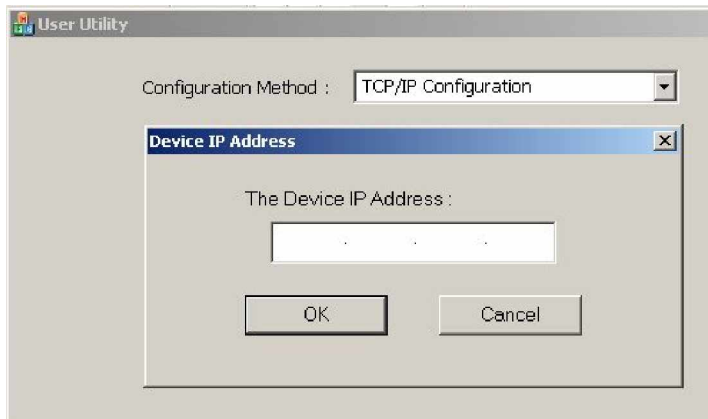 User Utility
Configuration Method :
TCP/IP Configuration
Device IP Address
The Device IP Address :
. . .
OK
Cancel